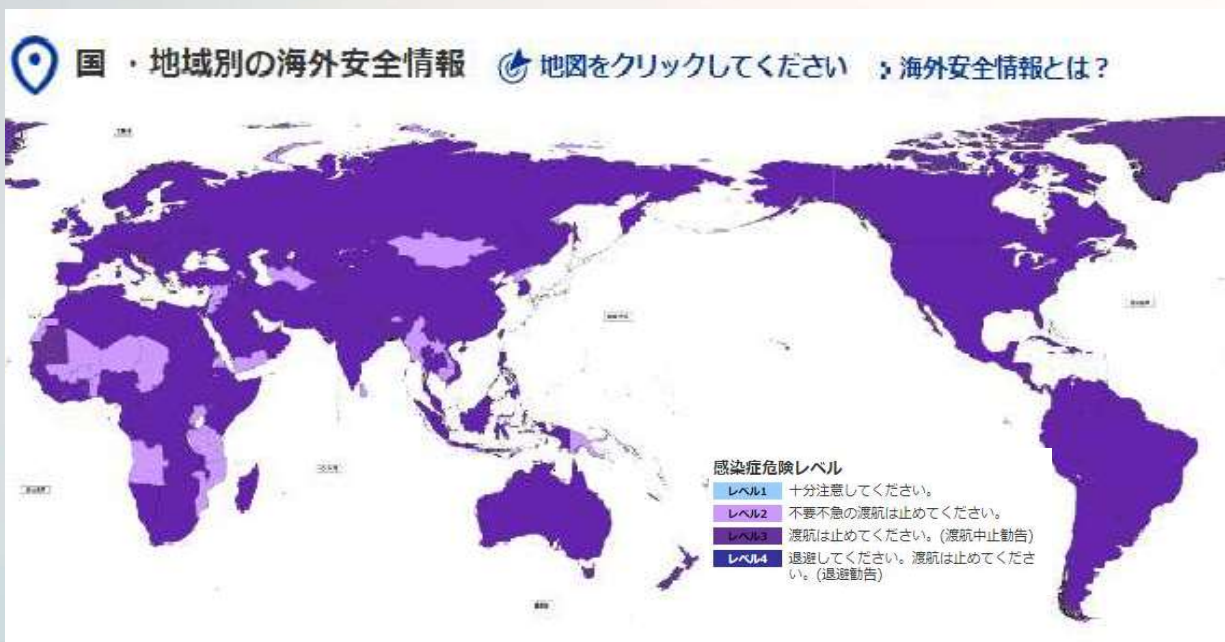 国 ・地域別の海外安全情報 地図をクリックしてください 海外安全情報とは？
感染症危険レベル
レベル1 十分注意してください。
レベル2 不要不急の渡航は止めてください。
レベル3 渡航は止めてください。(渡航中止勧告)
レベル4 退避してください。渡航は止めてくださ
い。(退避勧告)